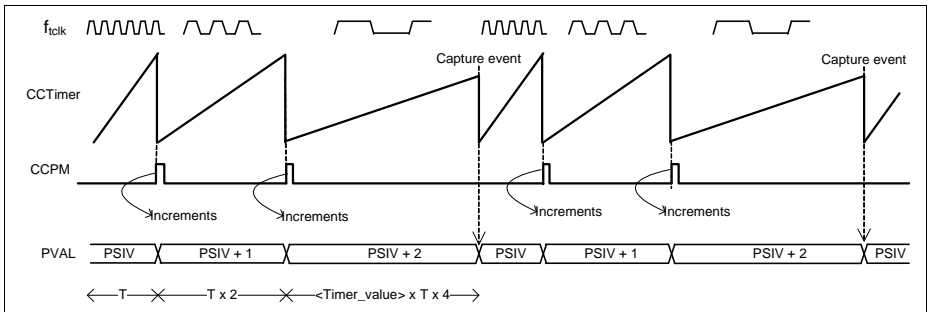 ftclk
Capture event Capture event
CCTimer
CCPM
Increments Increments Increments Increments
PVAL PSIV PSIV + 1 PSIV + 2 PSIV PSIV + 1 PSIV + 2 PSIV
T T x 2 <Timer_value> x T x 4